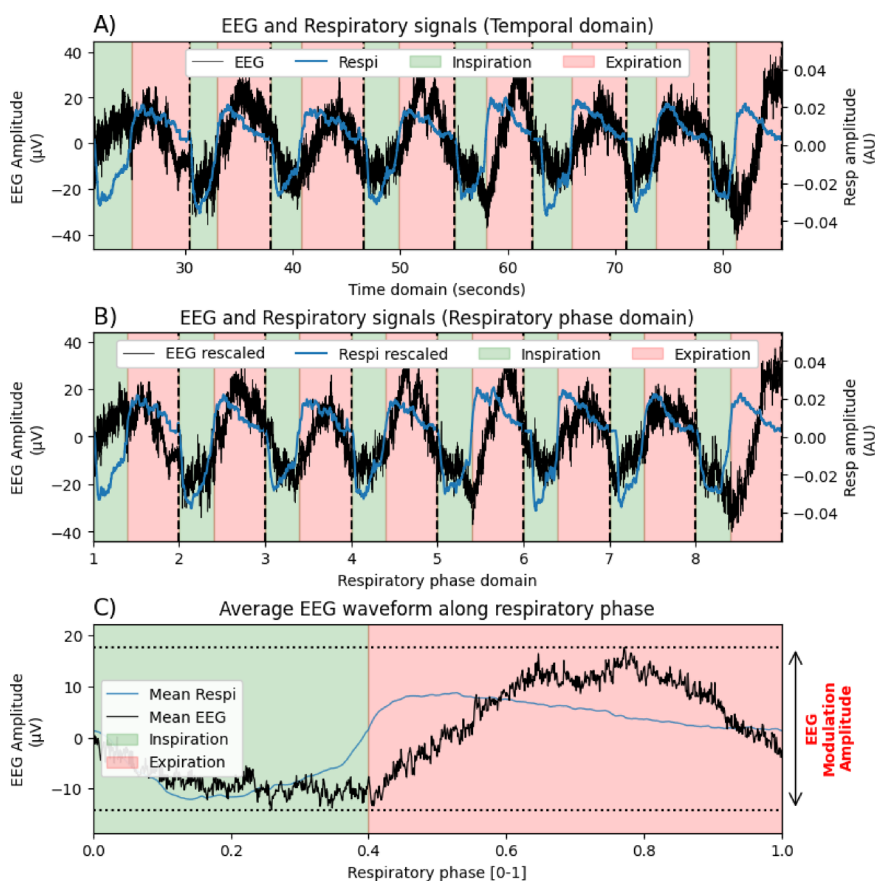 A) EEG and Respiratory signals (Temporal domain)
EEG Respi Inspiration Expiration
40
20
0
−20
−40
EEG Amplitude
(µV)
0.04
0.02
0.00
−0.02
−0.04
Resp amplitude
(AU)
30 40 50 60 70 80
Time domain (seconds)
B) EEG and Respiratory signals (Respiratory phase domain)
EEG rescaled Respi rescaled Inspiration Expiration
40
20
0
−20
−40
EEG Amplitude
(µV)
0.04
0.02
0.00
−0.02
−0.04
Resp amplitude
(AU)
1 2 3 4 5 6 7 8
Respiratory phase domain
C) Average EEG waveform along respiratory phase
20
10
0
−10
EEG Amplitude
(µV)
Mean Respi
Mean EEG
Inspiration
Expiration
EEG
Modulation
Amplitude
0.0 0.2 0.4 0.6 0.8 1.0
Respiratory phase [0-1]